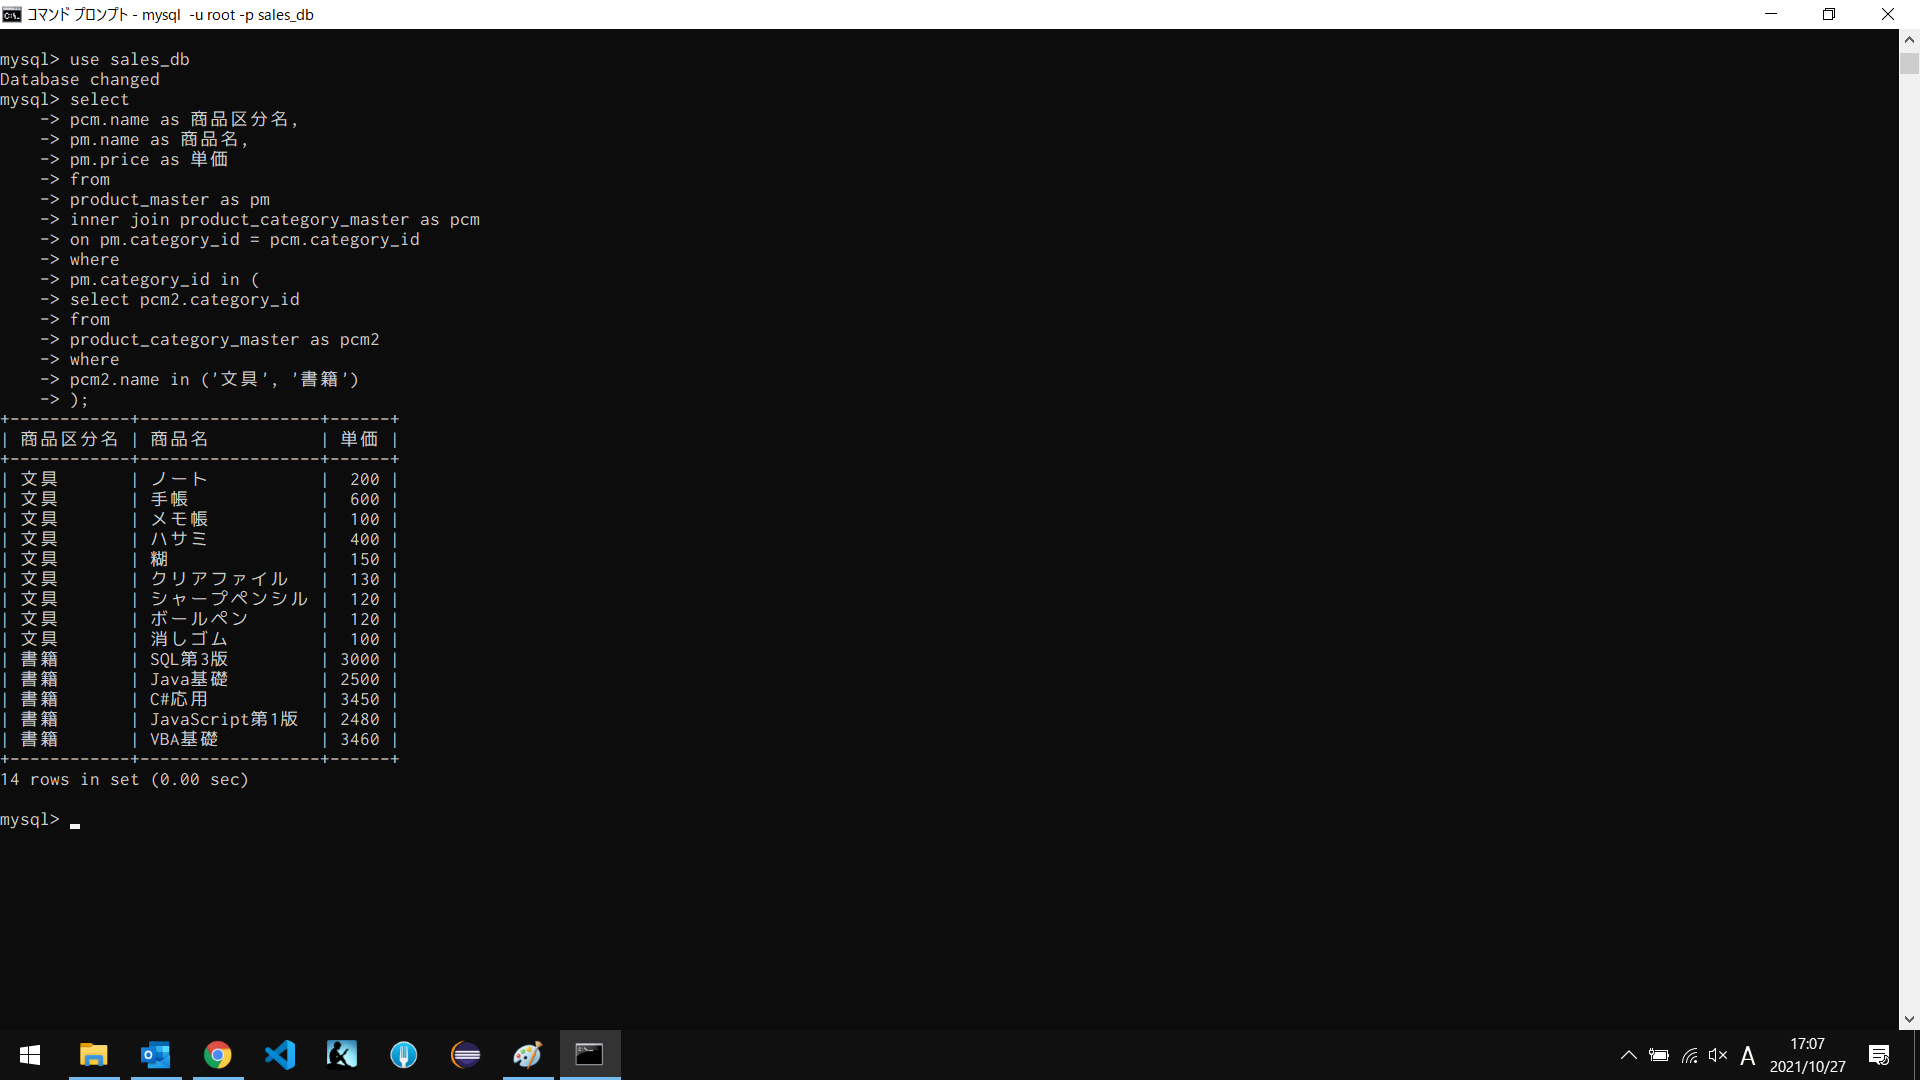 コマンド プロンプト - mysql  -u root -p sales_db
mysql> use sales_db
Database changed
mysql> select
    -> pcm.name as 商品区分名,
    -> pm.name as 商品名,
    -> pm.price as 単価
    -> from
    -> product_master as pm
    -> inner join product_category_master as pcm
    -> on pm.category_id = pcm.category_id
    -> where
    -> pm.category_id in (
    -> select pcm2.category_id
    -> from
    -> product_category_master as pcm2
    -> where
    -> pcm2.name in ('文具', '書籍')
    -> );
+------------+------------------+------+
| 商品区分名 | 商品名           | 単価 |
+------------+------------------+------+
| 文具       | ノート           |  200 |
| 文具       | 手帳             |  600 |
| 文具       | メモ帳           |  100 |
| 文具       | ハサミ           |  400 |
| 文具       | 糊               |  150 |
| 文具       | クリアファイル   |  130 |
| 文具       | シャープペンシル |  120 |
| 文具       | ボールペン       |  120 |
| 文具       | 消しゴム         |  100 |
| 書籍       | SQL第3版         | 3000 |
| 書籍       | Java基礎         | 2500 |
| 書籍       | C#応用           | 3450 |
| 書籍       | JavaScript第1版  | 2480 |
| 書籍       | VBA基礎          | 3460 |
+------------+------------------+------+
14 rows in set (0.00 sec)
mysql>
A
17:07
2021/10/27